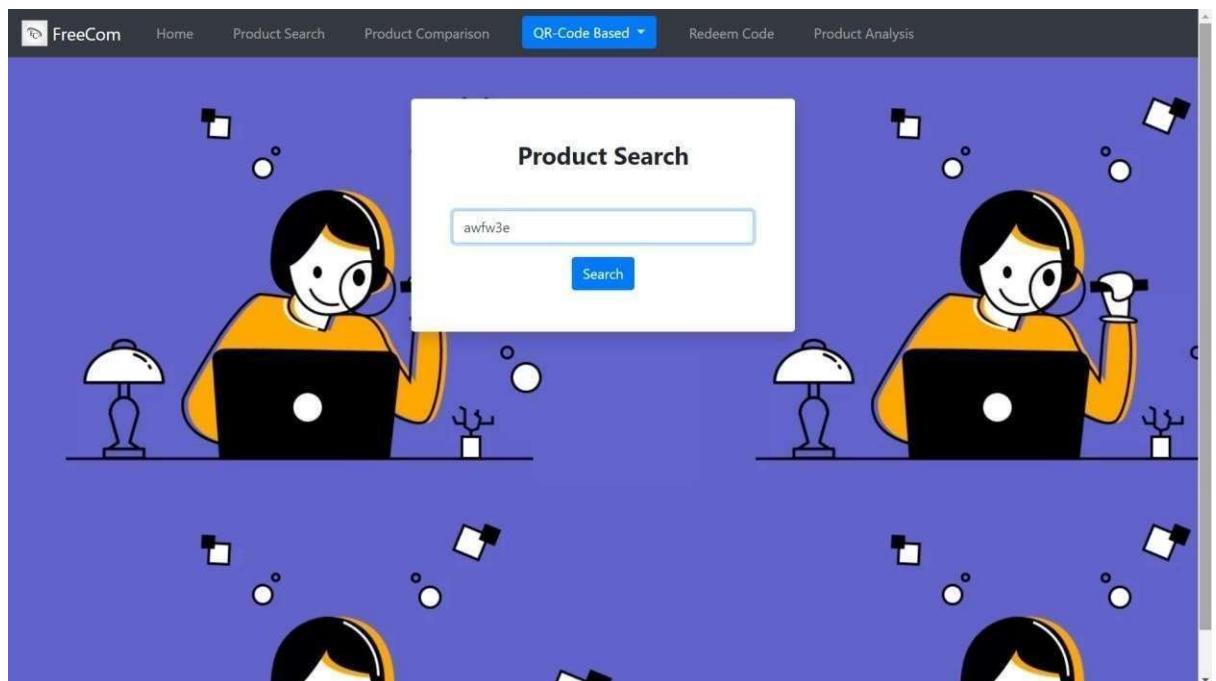 FreeCom Home Product Search Product Comparison QR-Code Based Redeem Code Product Analysis
Product Search
awfw3e
Search